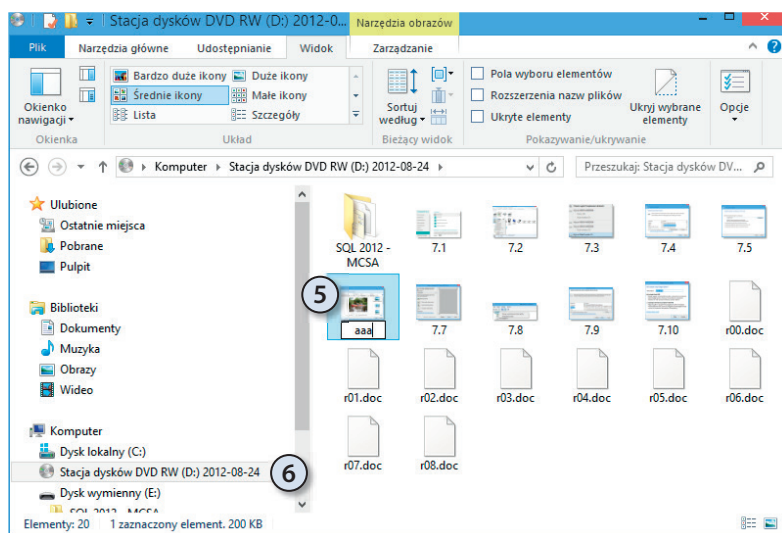 Stacja dysków DVD RW (D:) 2012-0...
Narzędzia obrazów
Plik
Narzędzia główne
Udostępnianie
Widok
Zarządzanie
Okienko nawigacji
Bardzo duże ikony
Duże ikony
Średnie ikony
Małe ikony
Lista
Szczegóły
Sortuj według
Pola wyboru elementów
Rozszerzenia nazw plików
Ukryte elementy
Ukryj wybrane elementy
Opcje
Okienka
Układ
Bieżący widok
Pokazywanie/ukrywanie
Komputer
Stacja dysków DVD RW (D:) 2012-08-24
Przeszukaj: Stacja dysków DV...
Ulubione
Ostatnie miejsca
Pobrane
Pulpit
Biblioteki
Dokumenty
Muzyka
Obrazy
Wideo
Komputer
Dysk lokalny (C:)
Stacja dysków DVD RW (D:) 2012-08-24
Dysk wymienny (E:)
SQL 2012 - MCSA
SQL 2012 -
MCSA
7.1
7.2
7.3
7.4
7.5
5
aaa
7.7
7.8
7.9
7.10
r00.doc
r01.doc
r02.doc
r03.doc
r04.doc
r05.doc
r06.doc
r07.doc
r08.doc
6
Elementy: 20
1 zaznaczony element. 200 KB